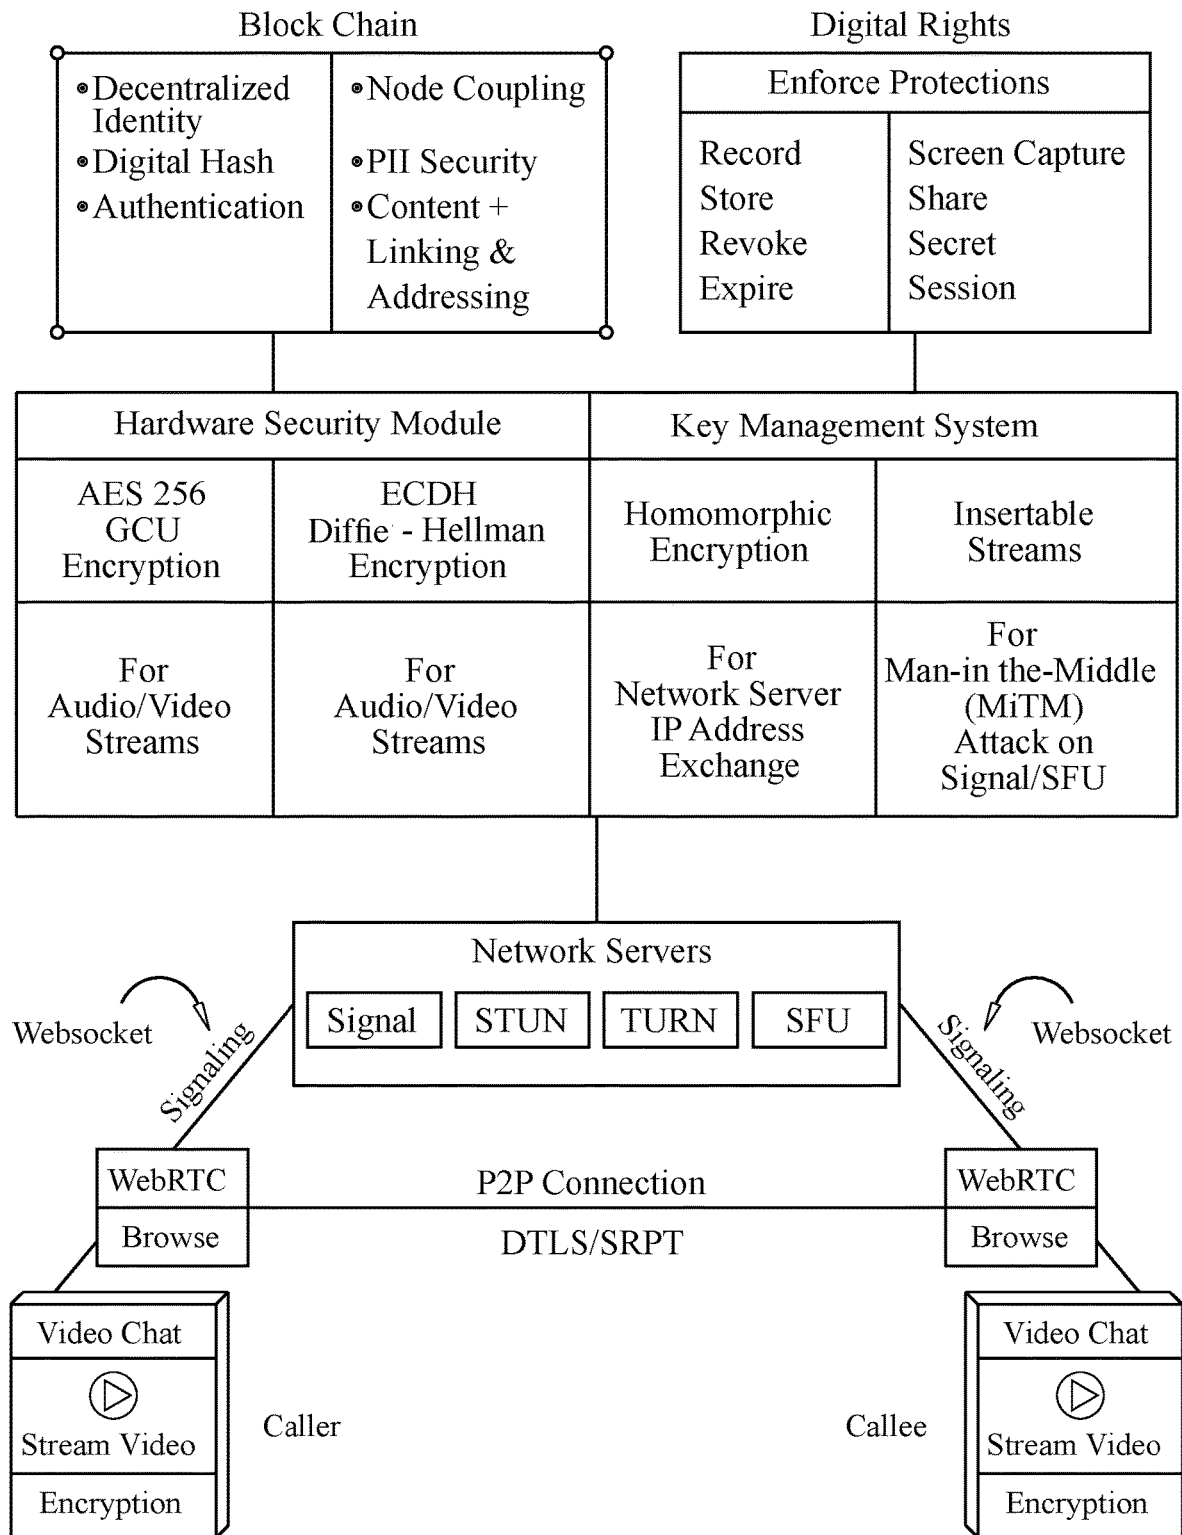 Block Chain
Decentralized
Identity
Digital Hash
Authentication
Node Coupling
PII Security
Content +
Linking &
Addressing
Digital Rights
Enforce Protections
Record
Store
Revoke
Expire
Screen Capture
Share
Secret
Session
Hardware Security Module
Key Management System
AES 256
GCU
Encryption
ECDH
Diffie - Hellman
Encryption
Homomorphic
Encryption
Insertable
Streams
For
Audio/Video
Streams
For
Audio/Video
Streams
For
Network Server
IP Address
Exchange
For
Man-in the-Middle
(MiTM)
Attack on
Signal/SFU
Network Servers
Signal
STUN
TURN
SFU
Websocket
Signaling
Signaling
Websocket
WebRTC
Browse
P2P Connection
DTLS/SRPT
WebRTC
Browse
Video Chat
Stream Video
Encryption
Caller
Callee
Video Chat
Stream Video
Encryption